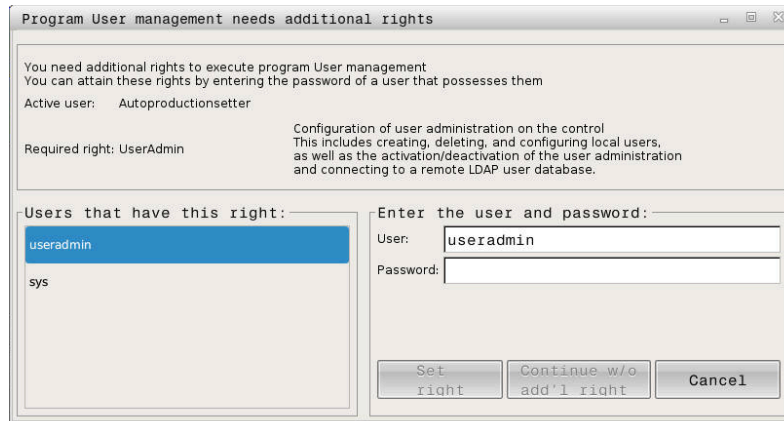 Program User management needs additional rights
You need additional rights to execute program User management
You can attain these rights by entering the password of a user that possesses them
Active user: Autoproductionsetter
Required right: UserAdmin
Configuration of user administration on the control
This includes creating, deleting, and configuring local users,
as well as the activation/deactivation of the user administration
and connecting to a remote LDAP user database.
Users that have this right:
useradmin
sys
Enter the user and password:
User: useradmin
Password:
Set
right
Continue w/o
add'l right
Cancel